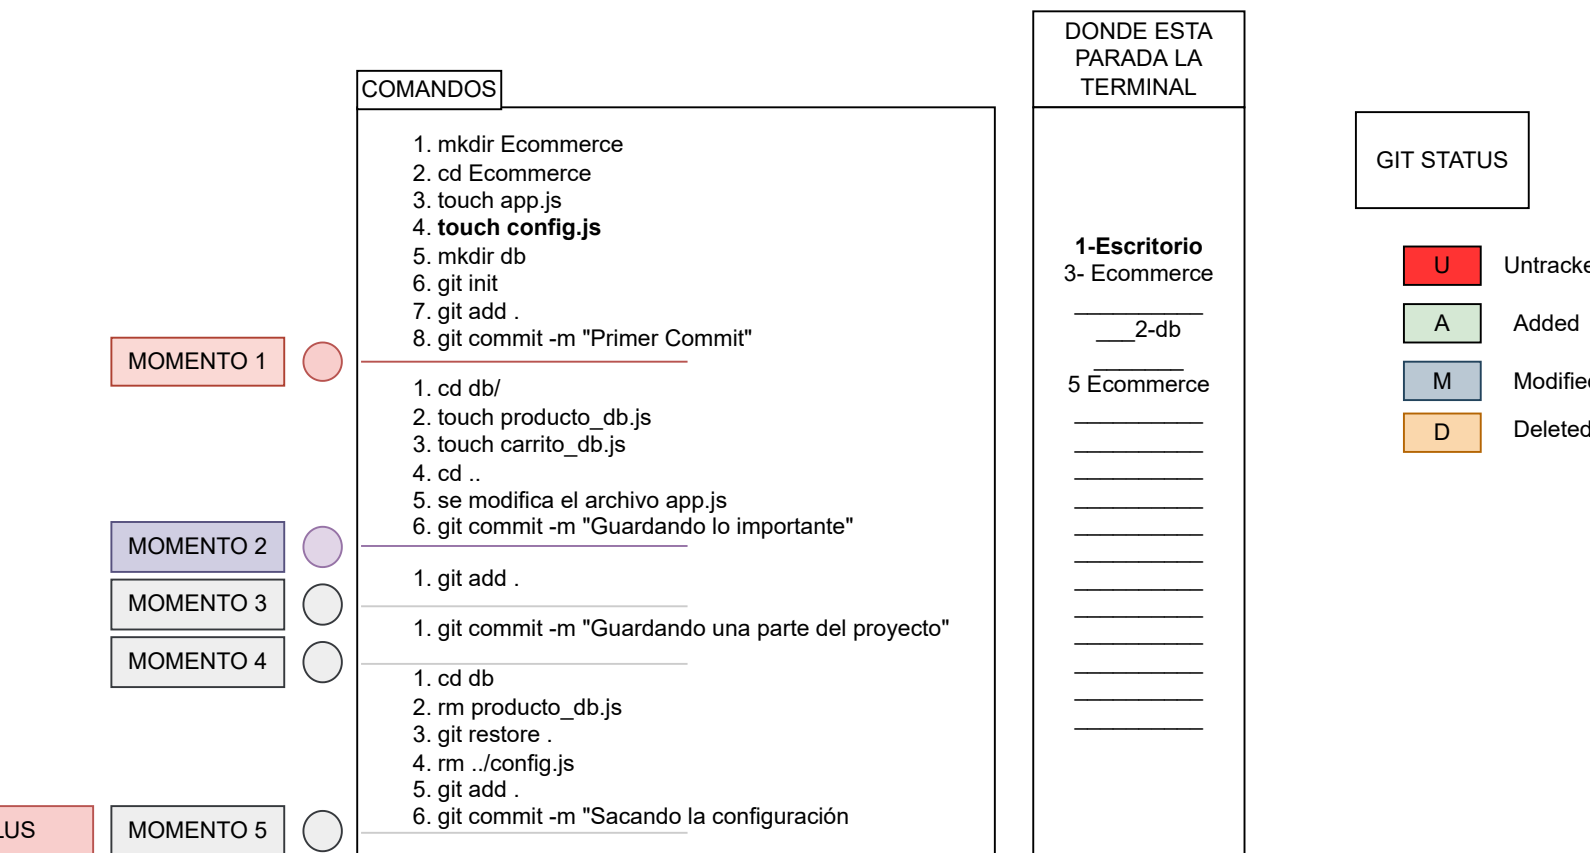 COMANDOS
1. mkdir Ecommerce
2. cd Ecommerce
3. touch app.js
4. touch config.js
5. mkdir db
6. git init
7. git add .
8. git commit -m "Primer Commit"
MOMENTO 1
1. cd db/
2. touch producto_db.js
3. touch carrito_db.js
4. cd ..
5. se modifica el archivo app.js
6. git commit -m "Guardando lo importante"
MOMENTO 2
1. git add .
MOMENTO 3
1. git commit -m "Guardando una parte del proyecto"
MOMENTO 4
1. cd db
2. rm producto_db.js
3. git restore .
4. rm ../config.js
5. git add .
6. git commit -m "Sacando la configuración
LUS
MOMENTO 5
DONDE ESTA
PARADA LA
TERMINAL
1-Escritorio
3- Ecommerce
___2-db
5 Ecommerce
GIT STATUS
U Untracke
A Added
M Modified
D Deleted